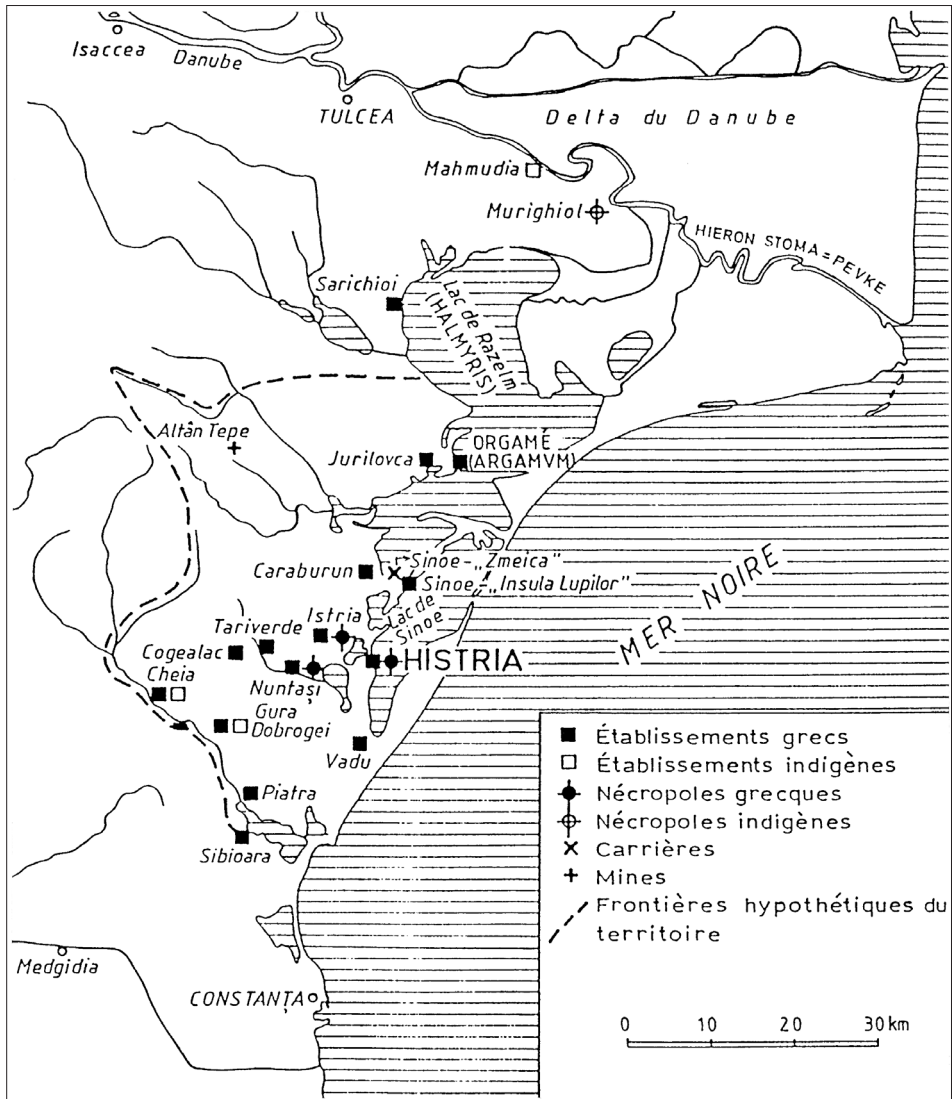 Isaccea
Danube
TULCEA
Delta du Danube
Mahmudia
Murighiol
HIERON STOMA = PEVKE
Sarichioi
Lac de Razelm
(HALMYRIS)
Altân Tepe
Jurilovca
ORGAMÉ
(ARGAMVM)
Caraburun
Sinoe-„Zmeica"
Sinoe-„Insula Lupilor"
Lac de
Sinoe
Istria
Tariverde
Cogealac
HISTRIA
Cheia
Nuntași
Gura
Dobrogei
Vadu
Piatra
Sibioara
MER NOIRE
Medgidia
CONSTANȚA
Établissements grecs
Établissements indigènes
Nécropoles grecques
Nécropoles indigènes
Carrières
Mines
Frontières hypothétiques du
territoire
0 10 20 30 km